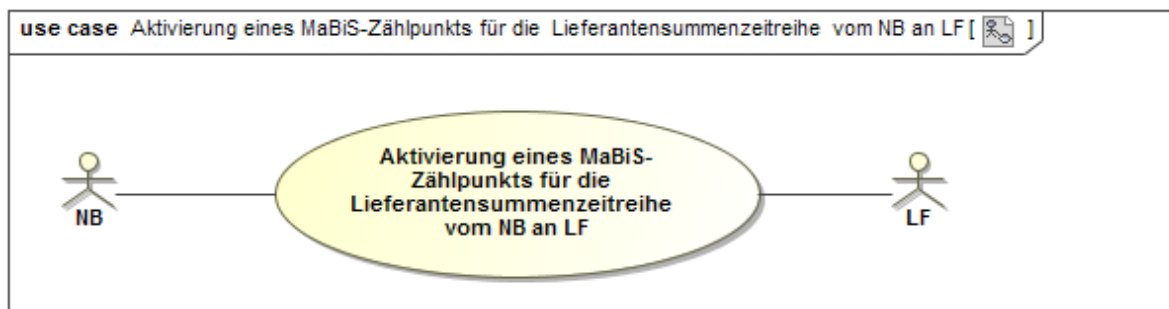 use case Aktivierung eines MaBiS-Zählpunkts für die Lieferantensummenzeitreihe vom NB an LF [ ]
Aktivierung eines MaBiS-
Zählpunkts für die
Lieferantensummenzeitreihe
vom NB an LF
NB
LF